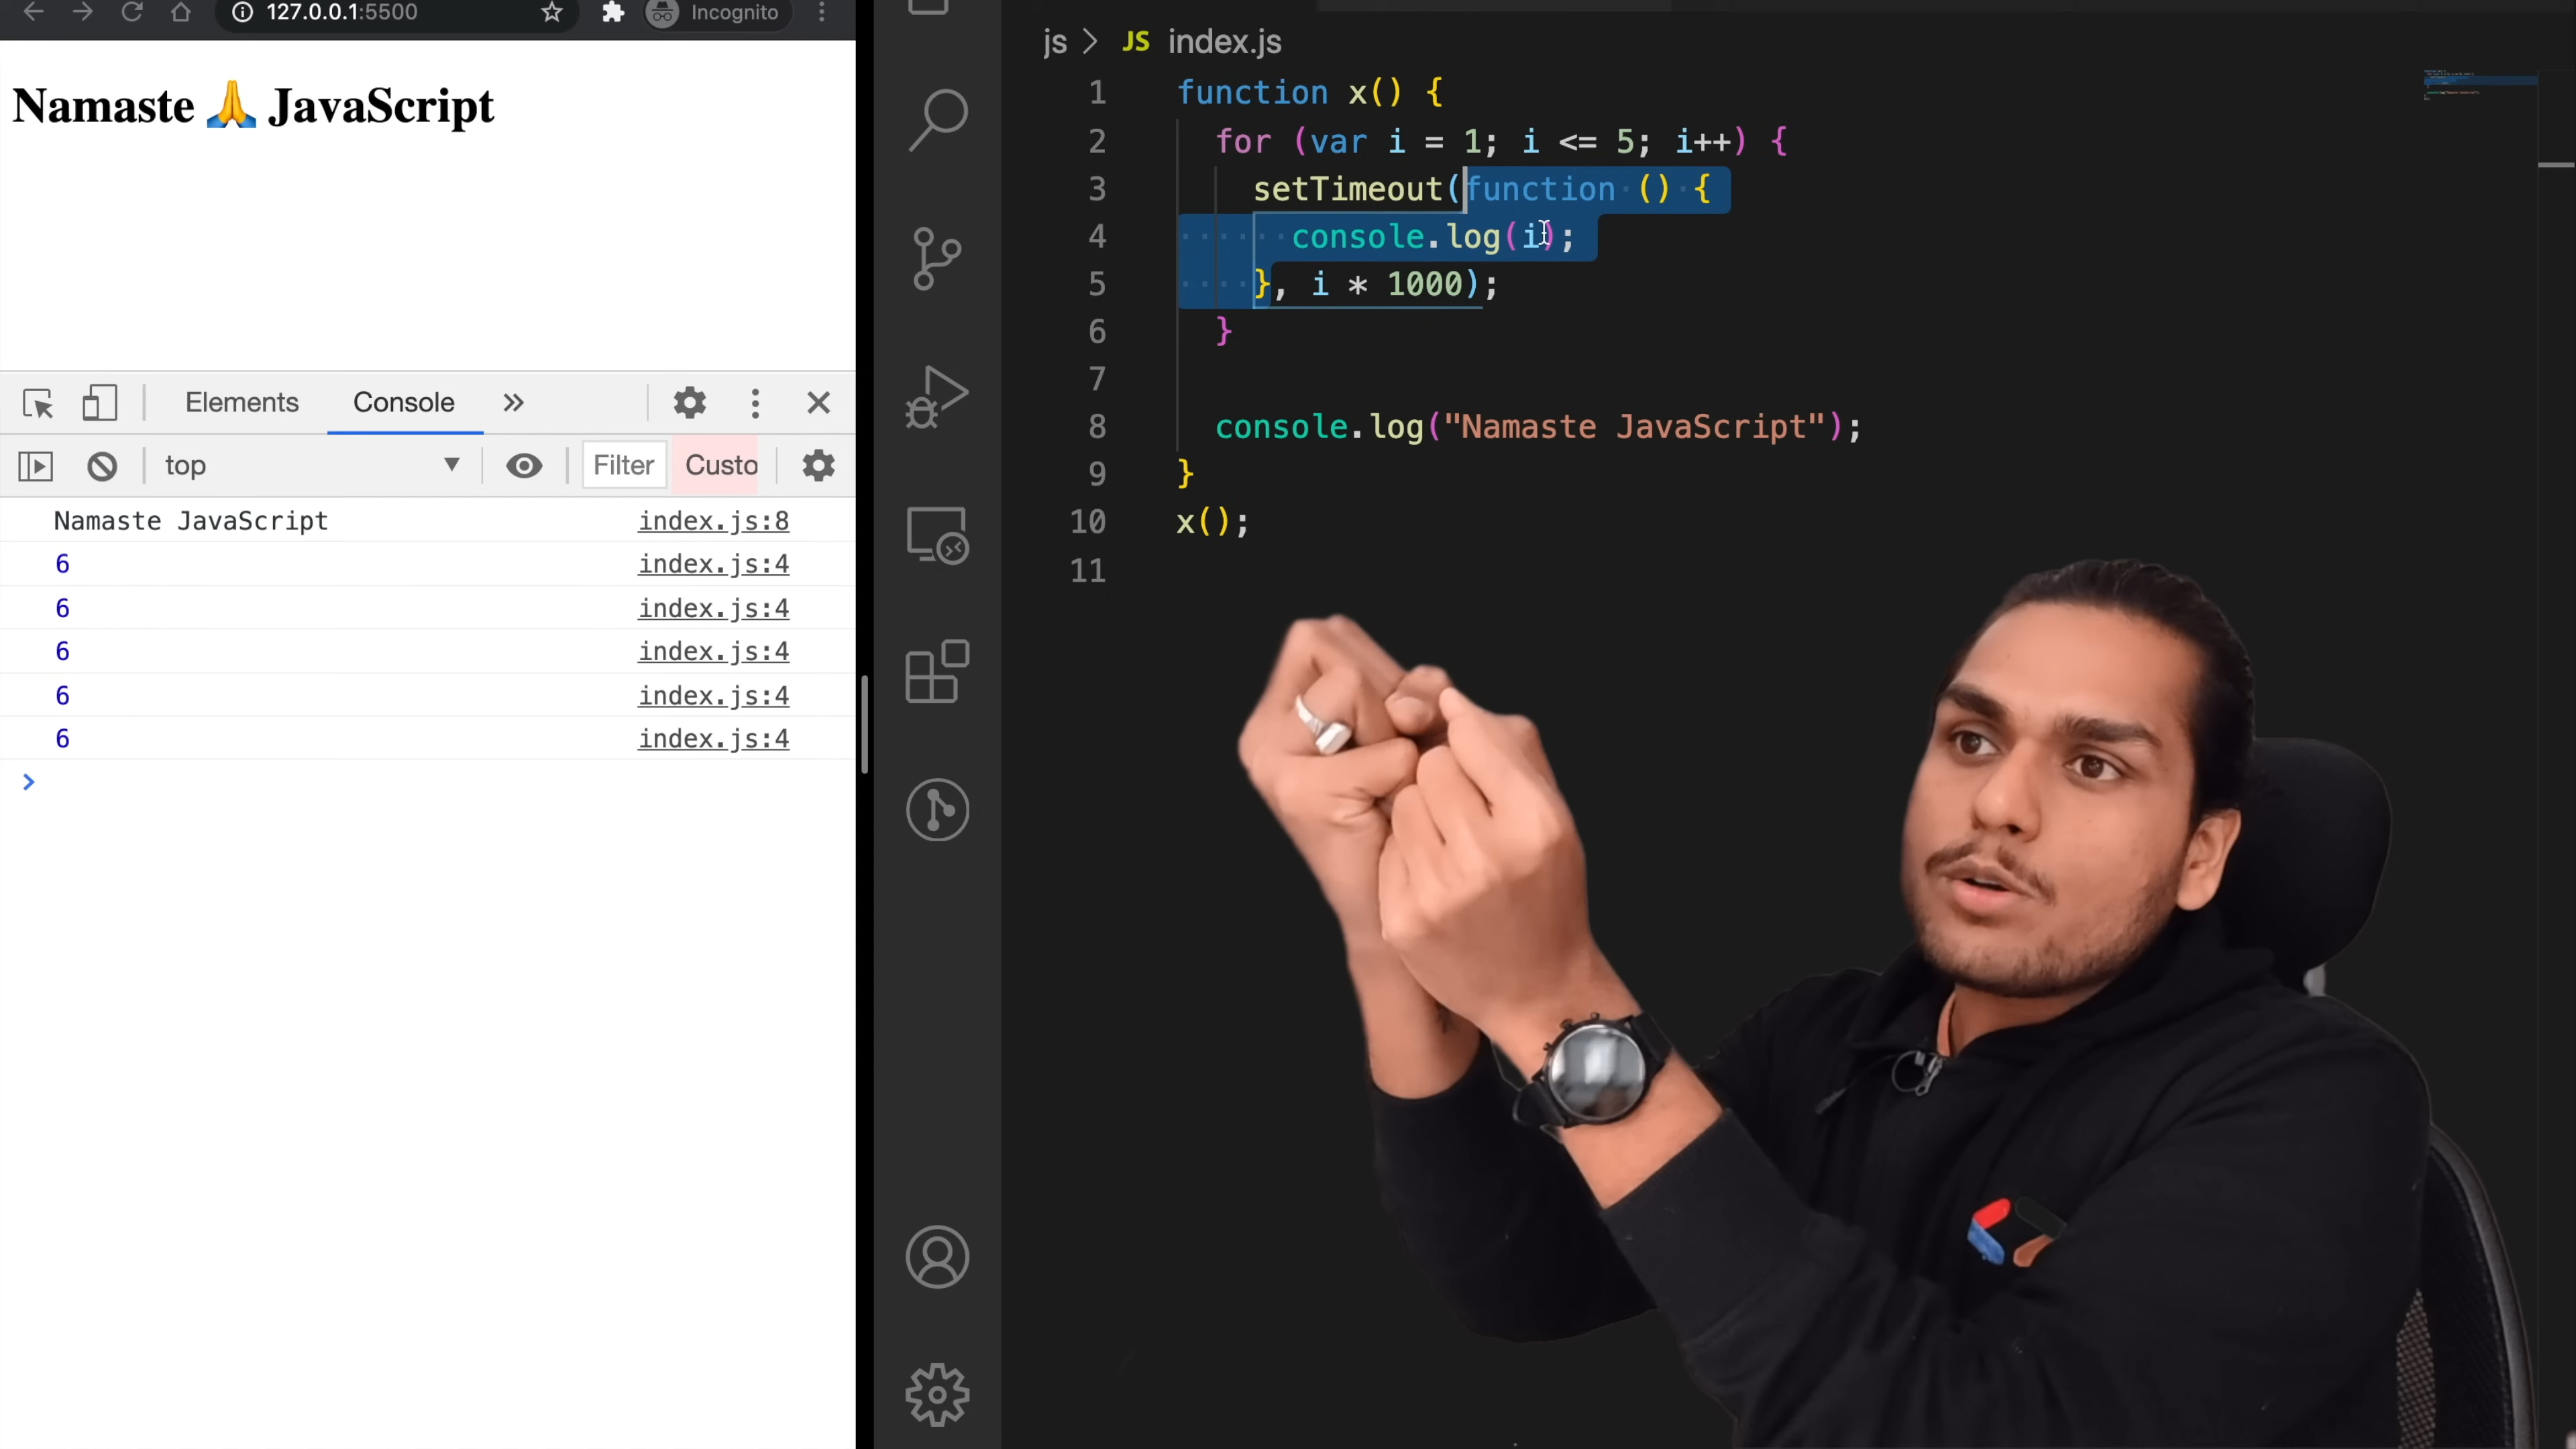 127.0.0.1:5500
Incognito
Namaste 🙏 JavaScript
Elements
Console
top
Filter
Custo
Namaste JavaScript index.js:8
6 index.js:4
6 index.js:4
6 index.js:4
6 index.js:4
6 index.js:4
js > JS index.js
1 function x() {
2 for (var i = 1; i <= 5; i++) {
3 setTimeout(function () {
4 console.log(i);
5 }, i * 1000);
6 }
7
8 console.log("Namaste JavaScript");
9 }
10 x();
11